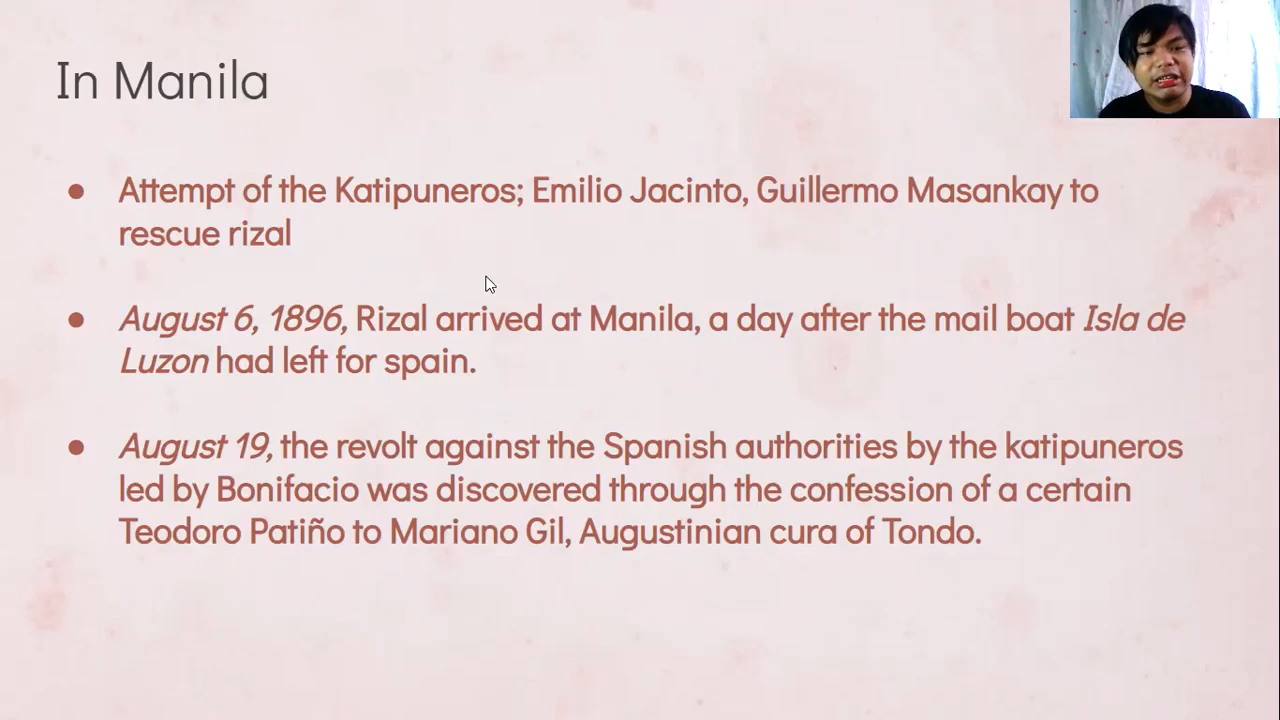 In Manila
● Attempt of the Katipuneros; Emilio Jacinto, Guillermo Masankay to
rescue rizal
● August 6, 1896, Rizal arrived at Manila, a day after the mail boat Isla de
Luzon had left for spain.
● August 19, the revolt against the Spanish authorities by the katipuneros
led by Bonifacio was discovered through the confession of a certain
Teodoro Patiño to Mariano Gil, Augustinian cura of Tondo.